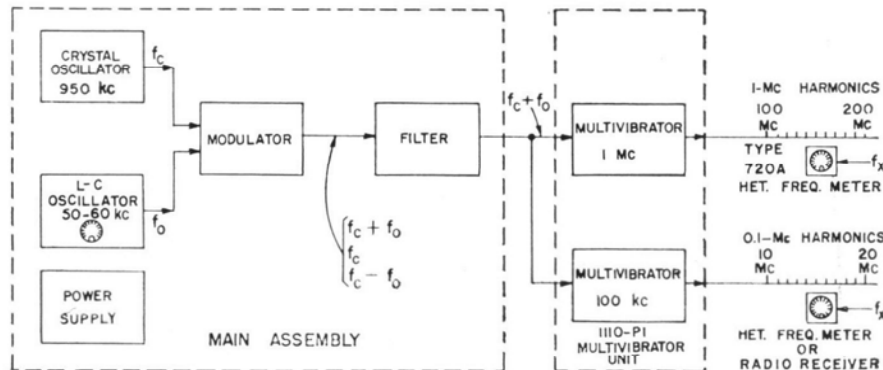 CRYSTAL
OSCILLATOR
950 kc
f_c
L-C
OSCILLATOR
50-60 kc
f_o
POWER
SUPPLY
MODULATOR
f_c + f_o
f_c
f_c - f_o
FILTER
MAIN ASSEMBLY
f_c+f_o
MULTIVIBRATOR
1 MC
MULTIVIBRATOR
100 kc
1110-P1
MULTIVIBRATOR
UNIT
1-MC HARMONICS
100 200
MC MC
TYPE
720A
f_x
HET. FREQ. METER
0.1-Mc HARMONICS
10 20
MC MC
f_x
HET. FREQ. METER
OR
RADIO RECEIVER